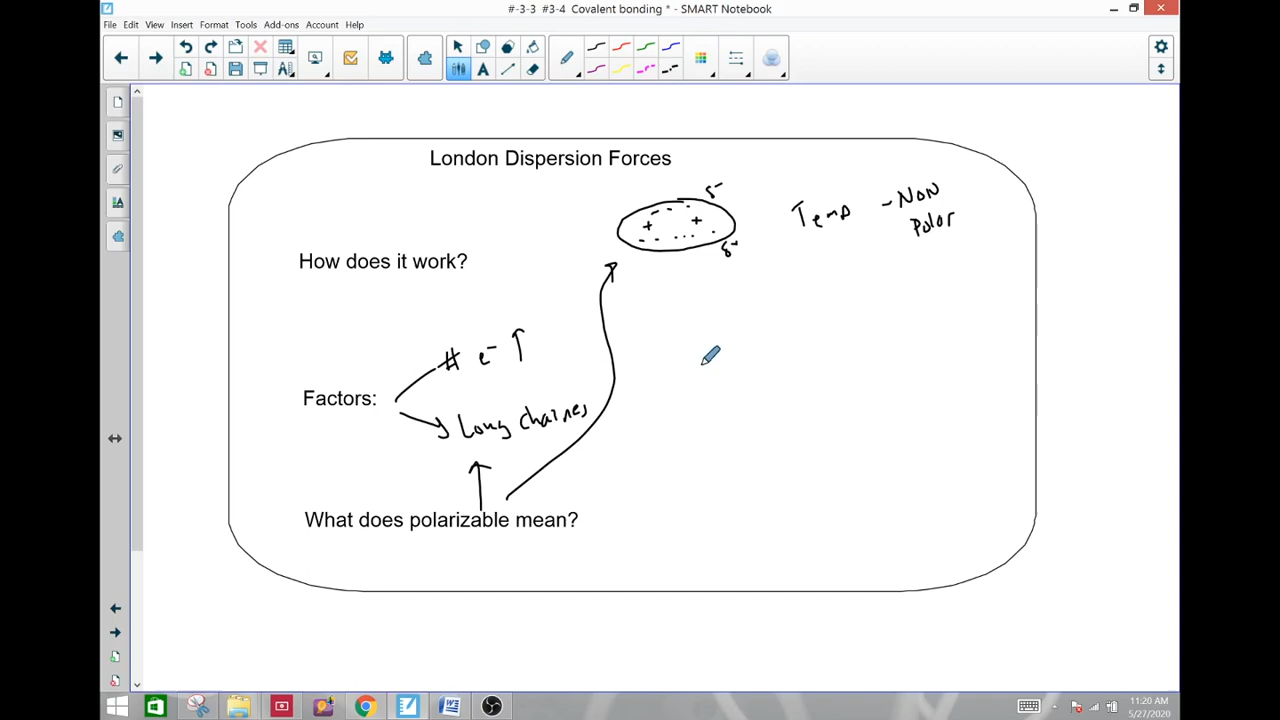 #-3-3  #3-4  Covalent bonding * - SMART Notebook
File Edit View Insert Format Tools Add-ons Account Help
London Dispersion Forces
δ-
Temp - Non
Polar
+ +
δ-
How does it work?
# e- ↑
Factors:
Long chaines
What does polarizable mean?
11:20 AM
5/27/2020